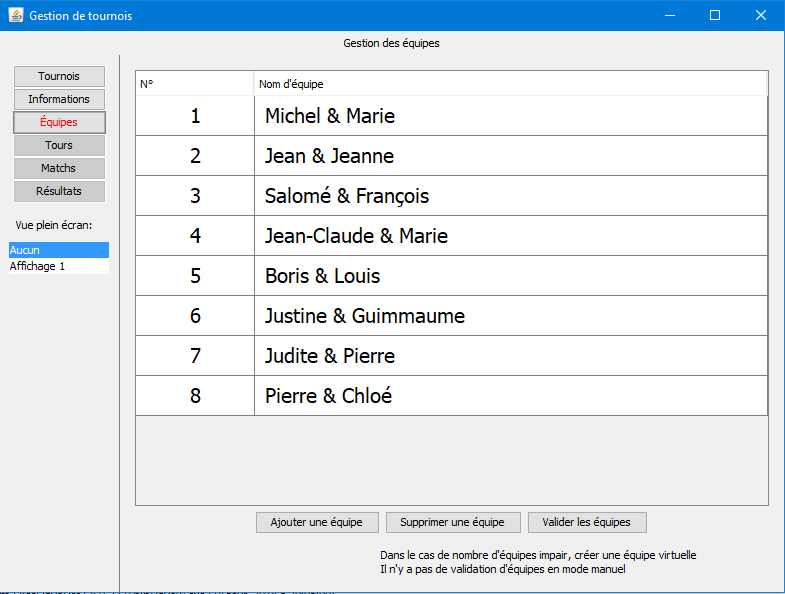 Gestion de tournois
Gestion des équipes
Tournois
Informations
Équipes
Tours
Matchs
Résultats
Vue plein écran:
Aucun
Affichage 1
N° Nom d'équipe
1 Michel & Marie
2 Jean & Jeanne
3 Salomé & François
4 Jean-Claude & Marie
5 Boris & Louis
6 Justine & Guimmaume
7 Judite & Pierre
8 Pierre & Chloé
Ajouter une équipe Supprimer une équipe Valider les équipes
Dans le cas de nombre d'équipes impair, créer une équipe virtuelle
Il n'y a pas de validation d'équipes en mode manuel